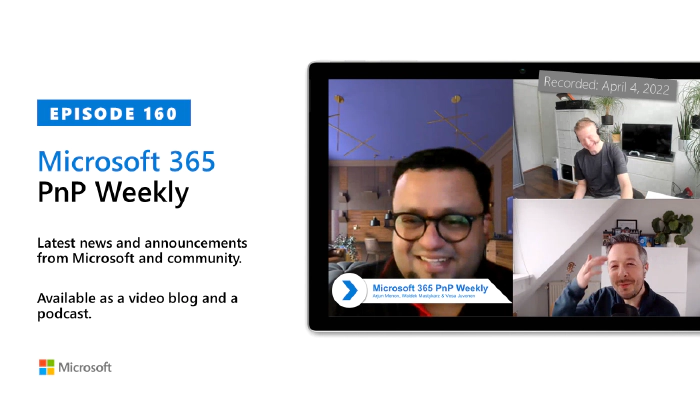 EPISODE 160
Microsoft 365
PnP Weekly
Latest news and announcements
from Microsoft and community.
Available as a video blog and a
podcast.
Microsoft
Recorded: April 4, 2022
Microsoft 365 PnP Weekly
Arjun Menon, Waldek Mastykarz & Vesa Juvonen